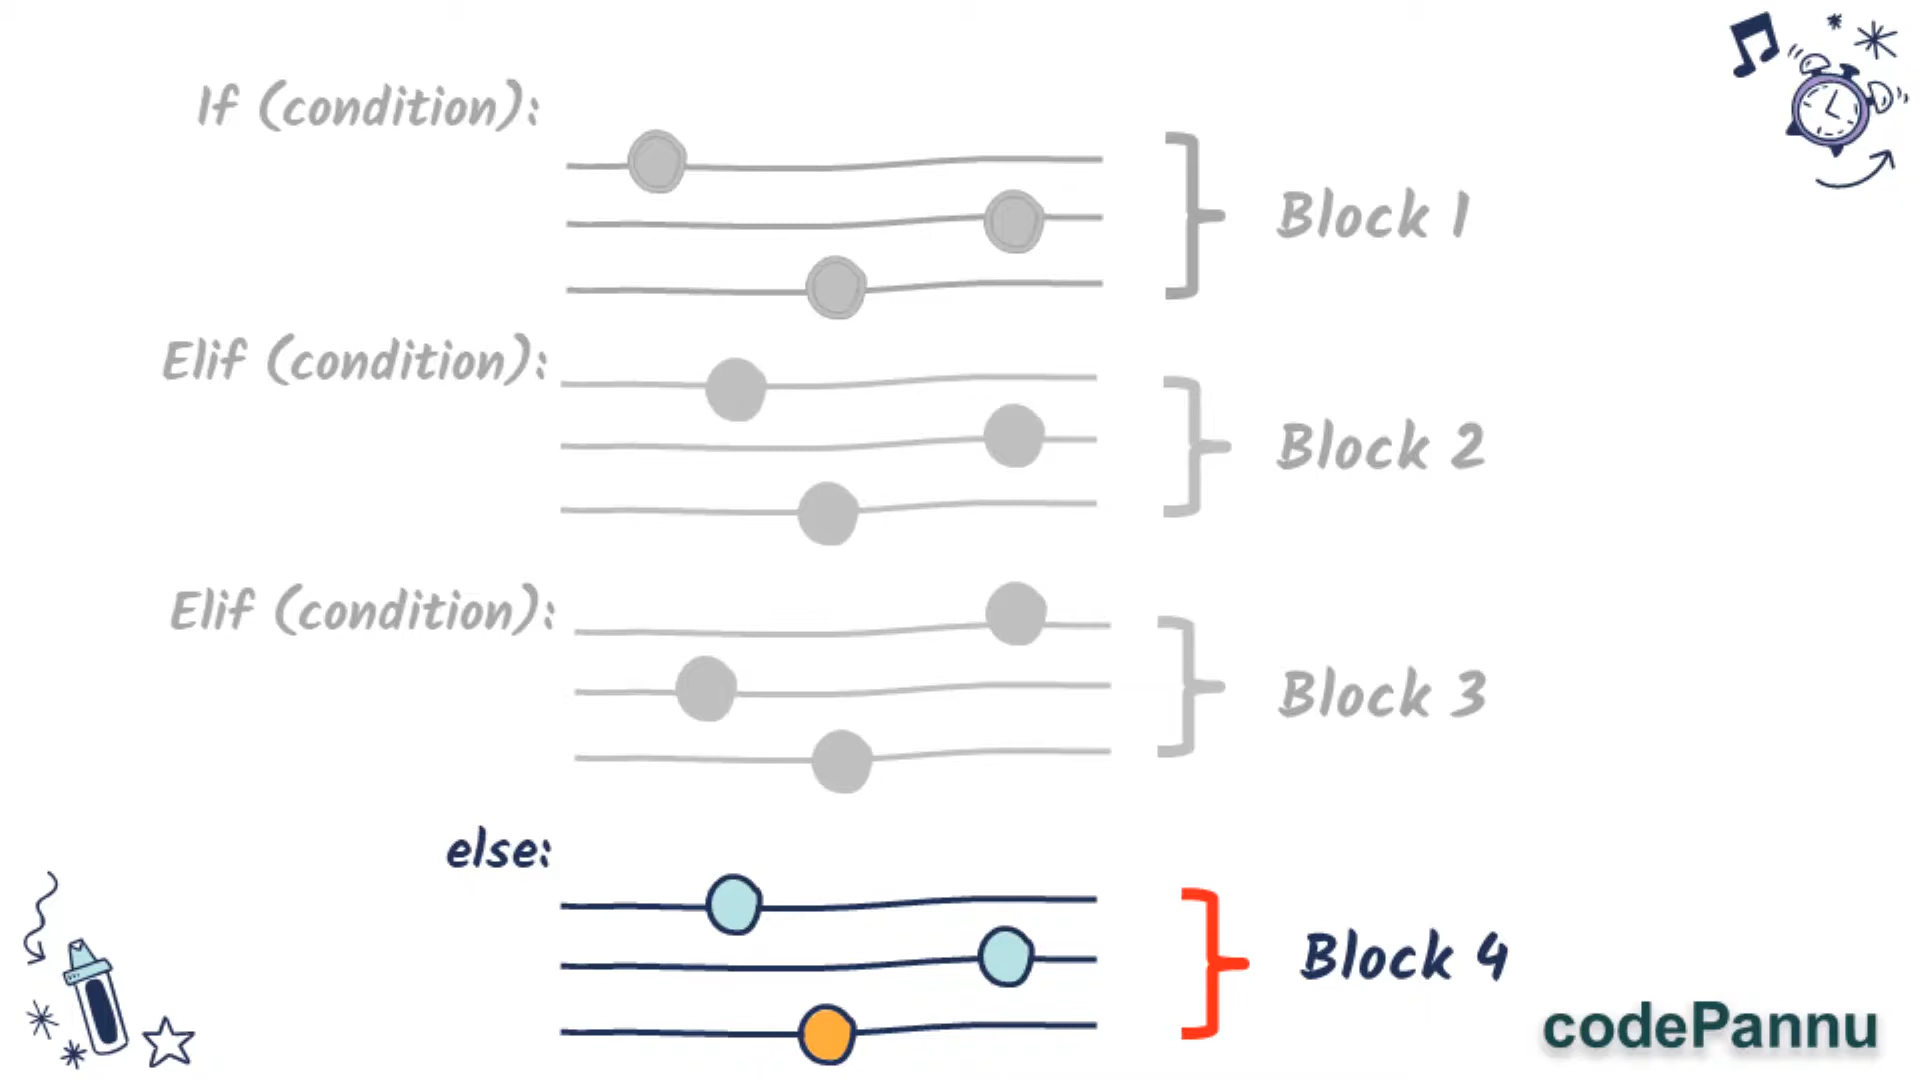 If (condition):
Block 1
Elif (condition):
Block 2
Elif (condition):
Block 3
else:
Block 4
codePannu